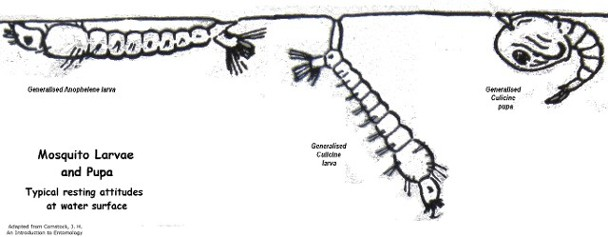 Generalised Anopheline larva
Generalised
Culicine
larva
Generalised
Culicine
pupa
Mosquito Larvae
and Pupa
Typical resting attitudes
at water surface
Adapted from Comstock, J. H.
An Introduction to Entomology